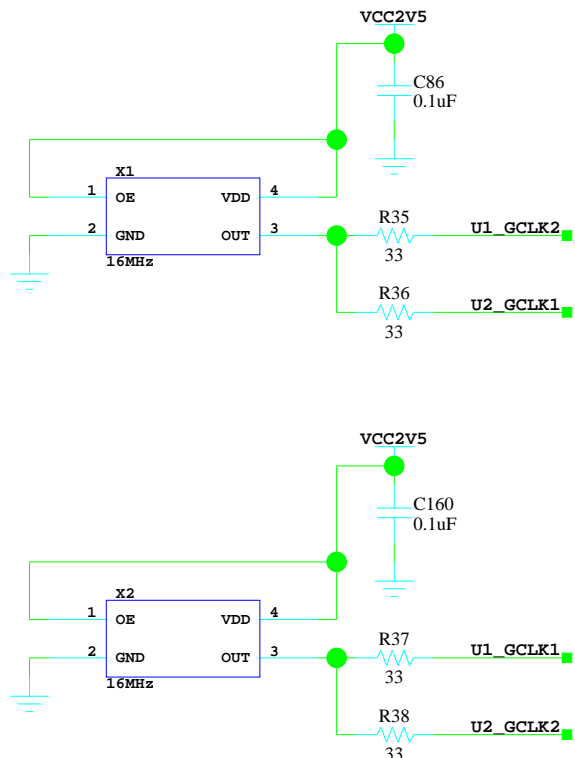 VCC2V5
C86
0.1uF
X1
1 OE VDD 4
2 GND OUT 3
16MHz
R35
33
U1_GCLK2
R36
33
U2_GCLK1
VCC2V5
C160
0.1uF
X2
1 OE VDD 4
2 GND OUT 3
16MHz
R37
33
U1_GCLK1
R38
33
U2_GCLK2